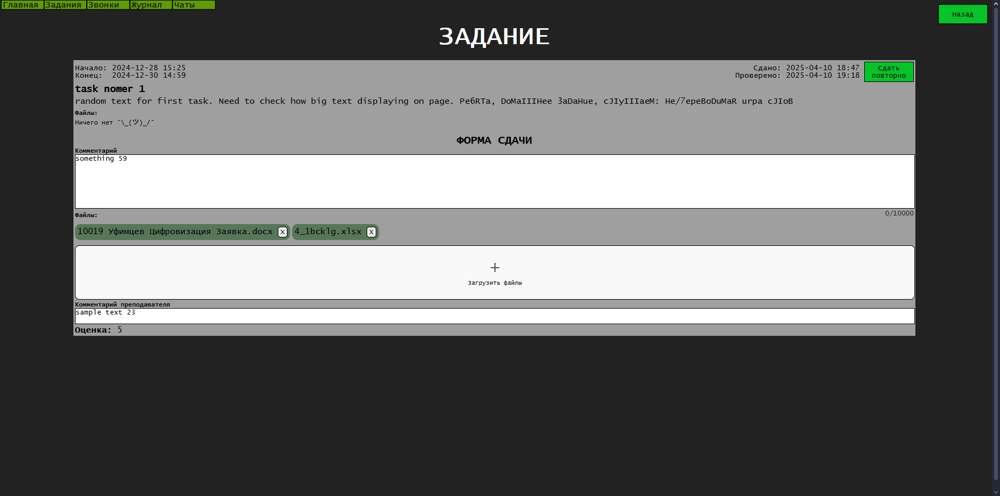 Главная Задания Звонки Журнал Чаты
Назад
ЗАДАНИЕ
Начало: 2024-12-28 15:25
Конец: 2024-12-30 14:59
Сдано: 2025-04-10 18:47
Проверено: 2025-04-10 19:18
Сдать
повторно
task nomer 1
random text for first task. Need to check how big text displaying on page. Pe6RTa, DoMaIIIHee 3aDaHue, cJIyIIIaeM: He/7epeBoDuMaR urpa cJIoB
Файлы:
Ничего нет ¯\_(ツ)_/¯
ФОРМА СДАЧИ
Комментарий
something 59
0/10000
Файлы:
10019 Уфимцев Цифровизация Заявка.docx x 4_1bcklg.xlsx x
+
Загрузить файлы
Комментарий преподавателя
sample text 23
Оценка: 5